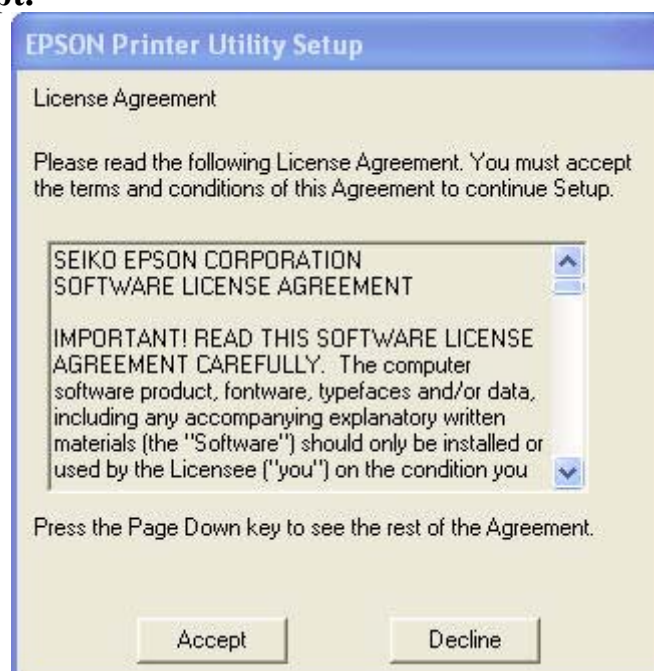 EPSON Printer Utility Setup
License Agreement
Please read the following License Agreement. You must accept
the terms and conditions of this Agreement to continue Setup.
SEIKO EPSON CORPORATION
SOFTWARE LICENSE AGREEMENT
IMPORTANT! READ THIS SOFTWARE LICENSE
AGREEMENT CAREFULLY. The computer
software product, fontware, typefaces and/or data,
including any accompanying explanatory written
materials (the "Software") should only be installed or
used by the Licensee ("you") on the condition you
Press the Page Down key to see the rest of the Agreement.
Accept
Decline